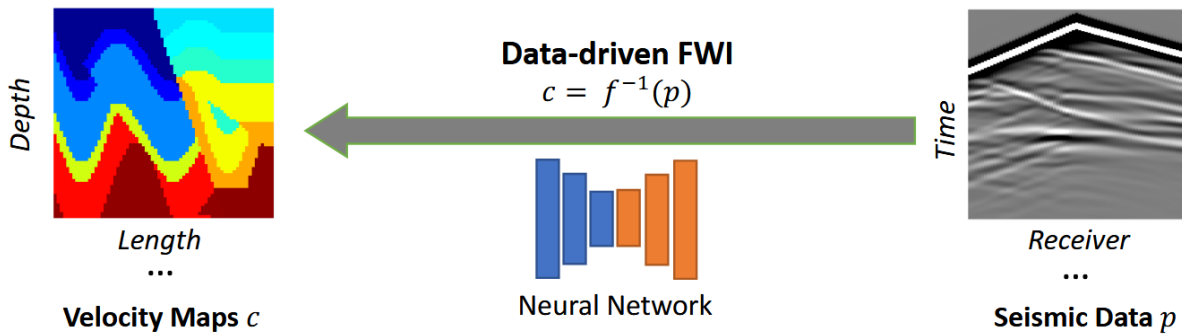 Data-driven FWI
c = f⁻¹(p)
Depth
Time
Length
Receiver
...
...
Neural Network
Velocity Maps c
Seismic Data p